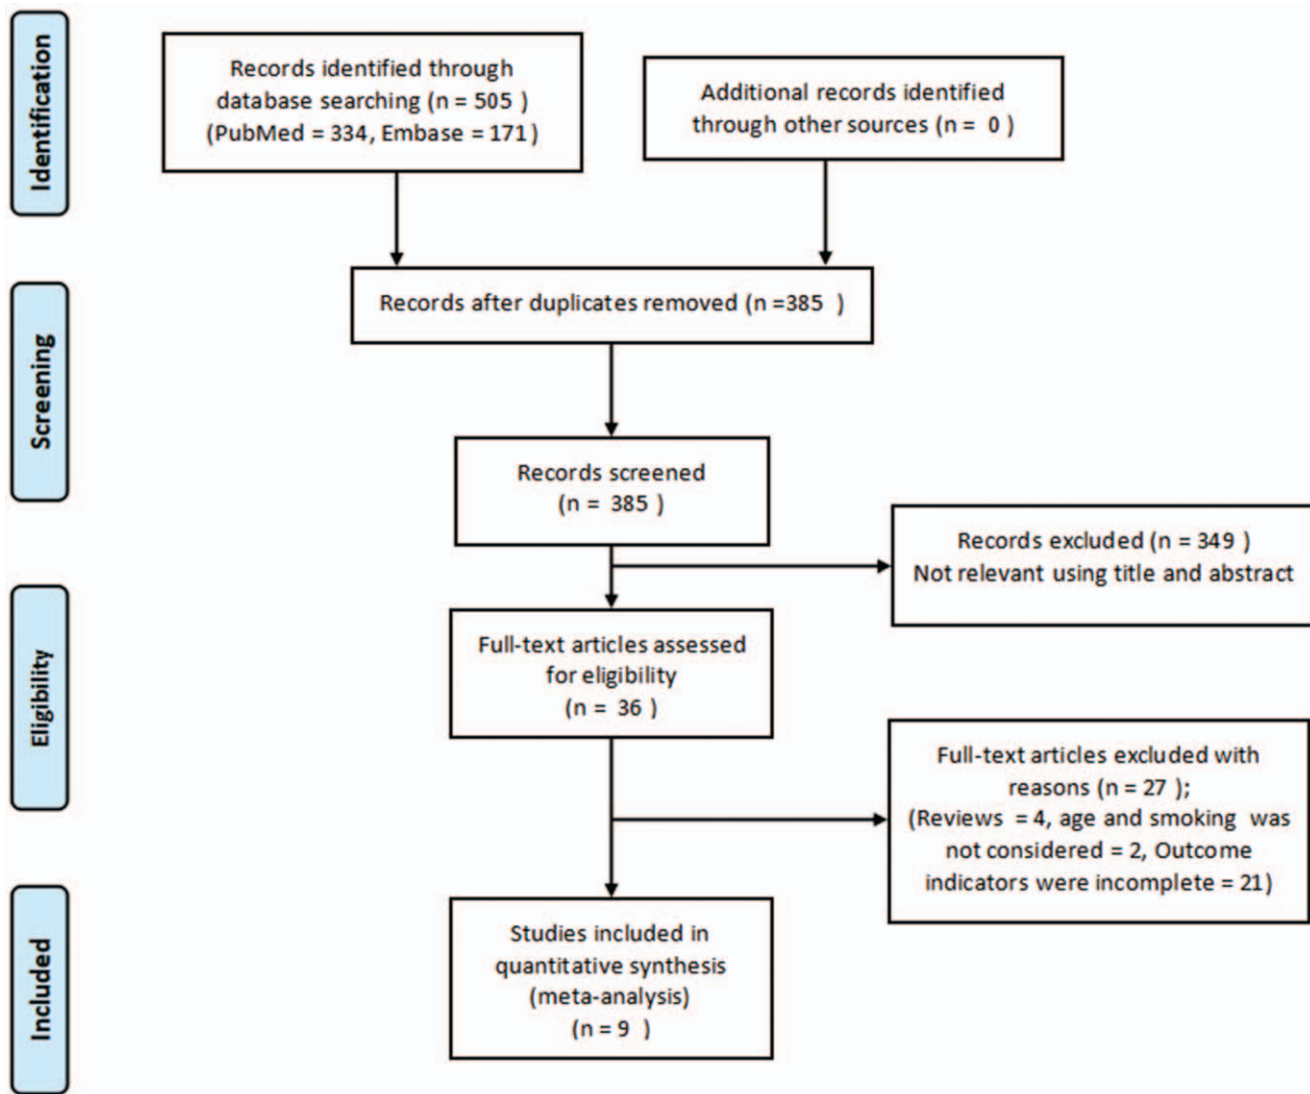 Identification
Records identified through
database searching (n = 505 )
(PubMed = 334, Embase = 171)
Additional records identified
through other sources (n = 0 )
Screening
Records after duplicates removed (n =385 )
Records screened
(n = 385 )
Records excluded (n = 349 )
Not relevant using title and abstract
Eligibility
Full-text articles assessed
for eligibility
(n = 36 )
Full-text articles excluded with
reasons (n = 27 );
(Reviews = 4, age and smoking was
not considered = 2, Outcome
indicators were incomplete = 21)
Included
Studies included in
quantitative synthesis
(meta-analysis)
(n = 9 )